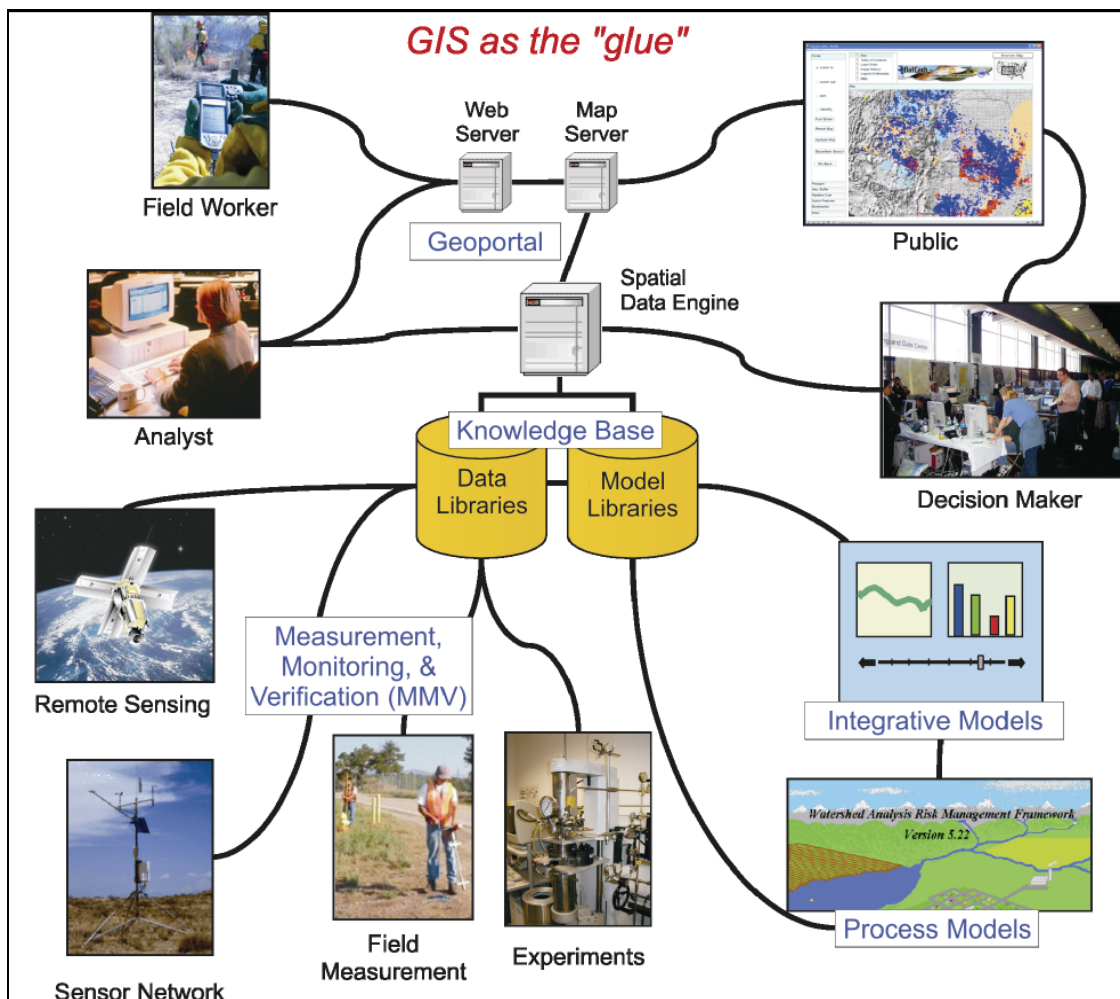 GIS as the "glue"
Web
Server
Map
Server
Field Worker
Geoportal
Public
Spatial
Data Engine
Analyst
Knowledge Base
Data
Libraries
Model
Libraries
Decision Maker
Measurement,
Monitoring, &
Verification (MMV)
Remote Sensing
Integrative Models
Watershed Analysis Risk Management Framework
Version 5.22
Process Models
Field
Measurement
Experiments
Sensor Network